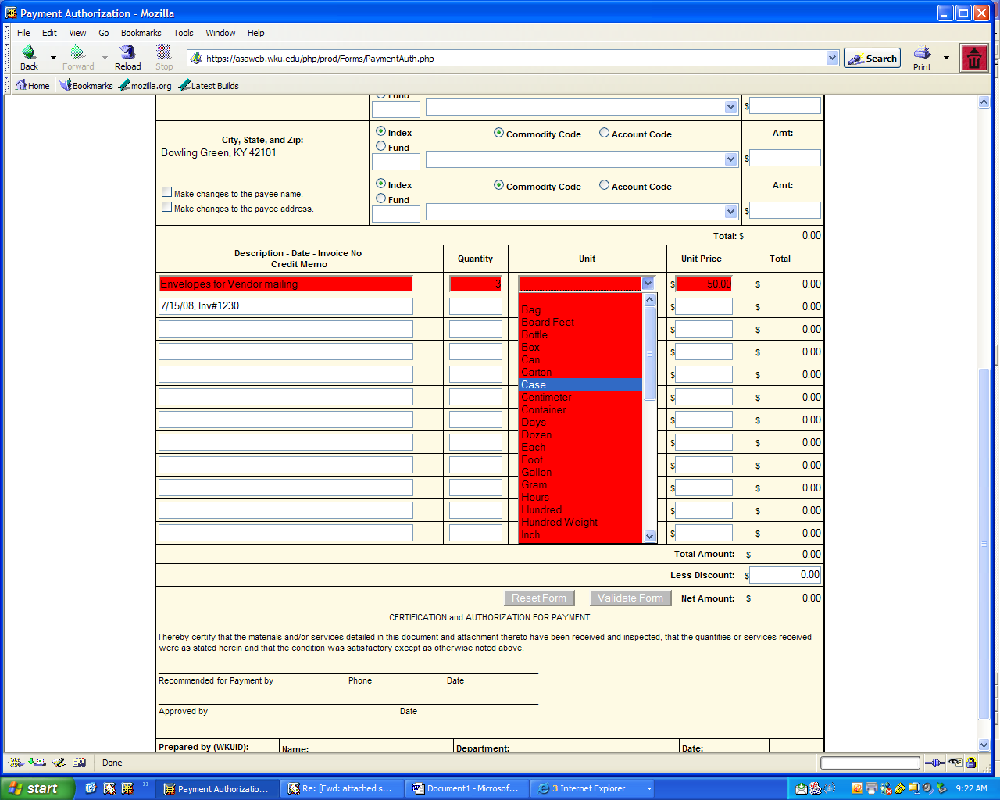 Payment Authorization - Mozilla
File Edit View Go Bookmarks Tools Window Help
Back Forward Reload Stop https://asaweb.wku.edu/php/prod/Forms/PaymentAuth.php Search Print
Home Bookmarks mozilla.org Latest Builds
Fund $
City, State, and Zip: Index Commodity Code Account Code Amt:
Bowling Green, KY 42101 Fund $
Make changes to the payee name. Index Commodity Code Account Code Amt:
Make changes to the payee address. Fund $
Total: $ 0.00
Description - Date - Invoice No Quantity Unit Unit Price Total
Credit Memo
Envelopes for Vendor mailing 3 $ 50.00 $ 0.00
7/15/08, Inv#1230 $ $ 0.00
$ $ 0.00
$ $ 0.00
$ $ 0.00
$ $ 0.00
$ $ 0.00
$ $ 0.00
$ $ 0.00
$ $ 0.00
$ $ 0.00
$ $ 0.00
Bag
Board Feet
Bottle
Box
Can
Carton
Case
Centimeter
Container
Days
Dozen
Each
Foot
Gallon
Gram
Hours
Hundred
Hundred Weight
Inch
Total Amount: $ 0.00
Less Discount: $ 0.00
Reset Form Validate Form Net Amount: $ 0.00
CERTIFICATION and AUTHORIZATION FOR PAYMENT
I hereby certify that the materials and/or services detailed in this document and attachment thereto have been received and inspected, that the quantities or services received
were as stated herein and that the condition was satisfactory except as otherwise noted above.
Recommended for Payment by Phone Date
Approved by Date
Prepared by (WKUID): Name: Department: Date:
Done
start Payment Authorizatio... Re: [Fwd: attached s... Document1 - Microsof... 3 Internet Explorer 9:22 AM